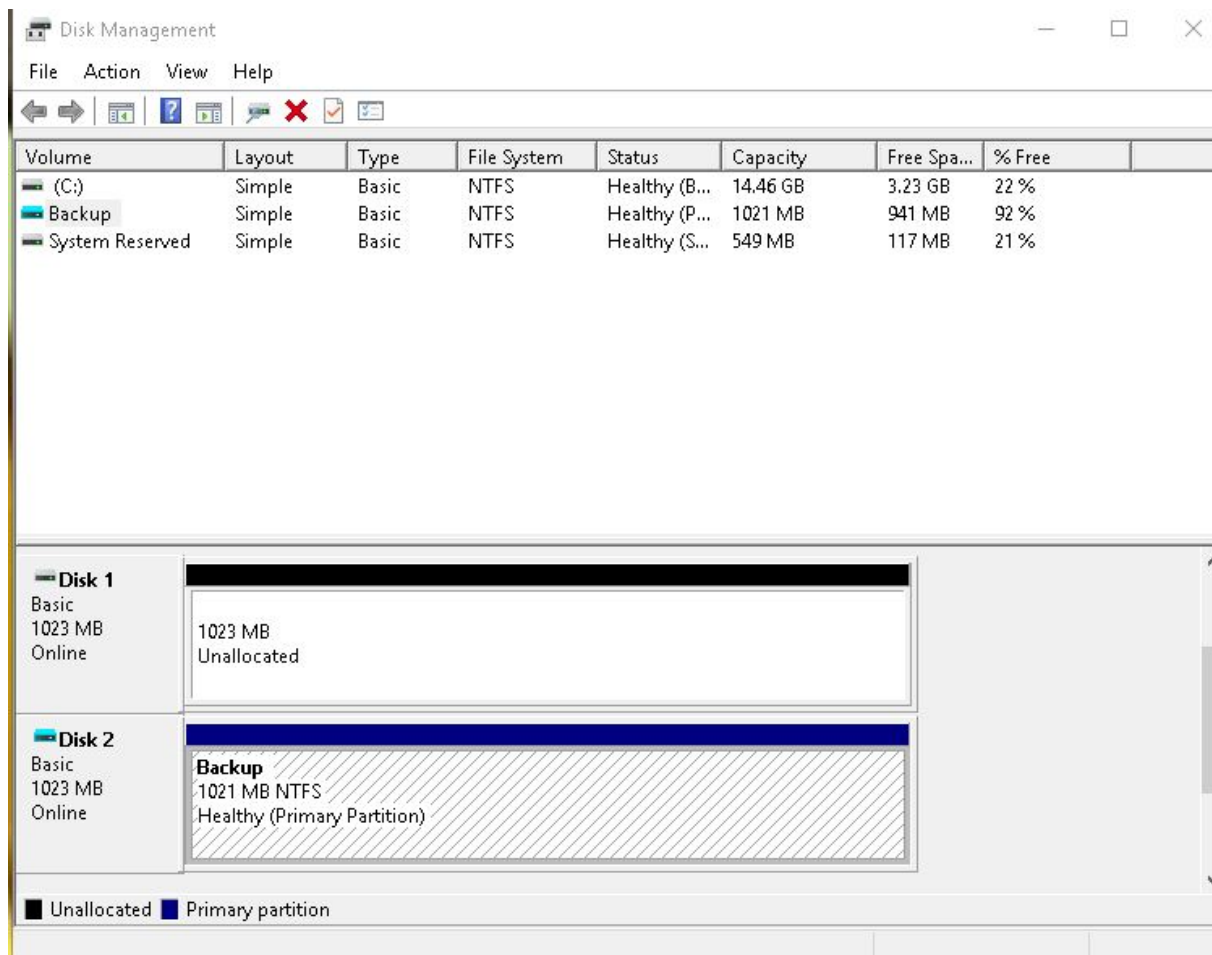 Disk Management
File Action View Help
Volume Layout Type File System Status Capacity Free Spa... % Free
(C:) Simple Basic NTFS Healthy (B... 14.46 GB 3.23 GB 22 %
Backup Simple Basic NTFS Healthy (P... 1021 MB 941 MB 92 %
System Reserved Simple Basic NTFS Healthy (S... 549 MB 117 MB 21 %
Disk 1
Basic
1023 MB
Online
1023 MB
Unallocated
Disk 2
Basic
1023 MB
Online
Backup
1021 MB NTFS
Healthy (Primary Partition)
Unallocated Primary partition